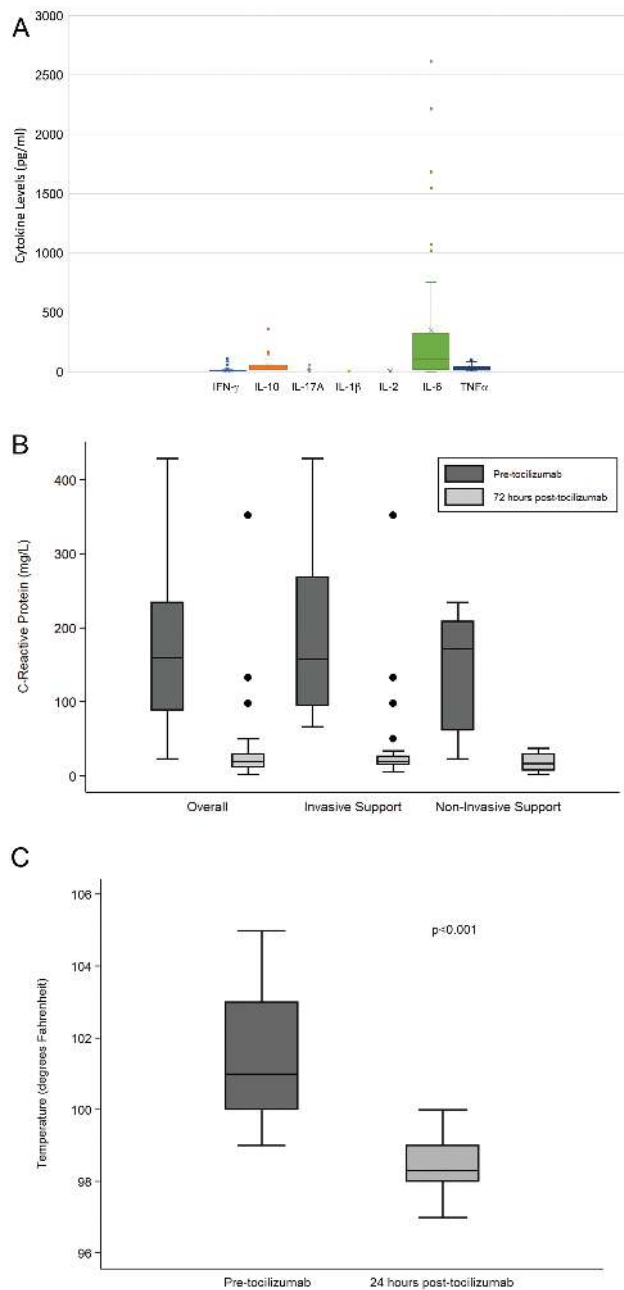 A
3000
2500
2000
1500
1000
500
0
Cytokine Levels (pg/ml)
IFN-γ IL-10 IL-17A IL-1β IL-2 IL-6 TNFα
B
Pre-tocilizumab
72 hours post-tocilizumab
400
300
200
100
0
C-Reactive Protein (mg/L)
Overall Invasive Support Non-Invasive Support
C
106
104
102
100
98
96
Temperature (degrees Fahrenheit)
p<0.001
Pre-tocilizumab 24 hours post-tocilizumab